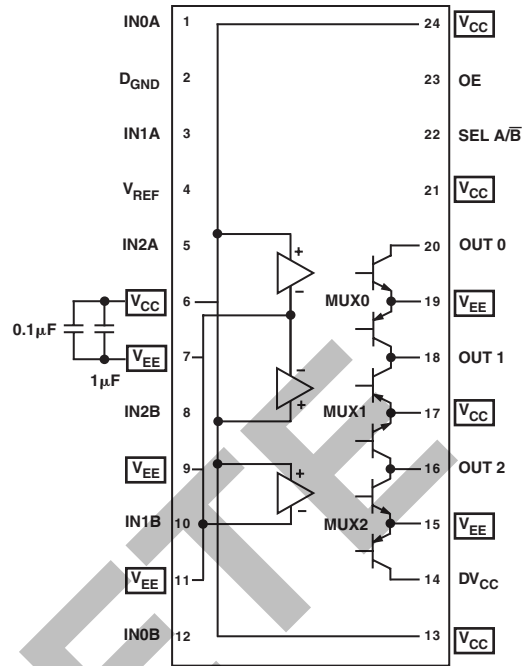 IN0A 1 24 VCC
DGND 2 23 OE
IN1A 3 22 SEL A/B̅
VREF 4 21 VCC
IN2A 5 + 20 OUT 0
VCC 6 – MUX0 19 VEE
0.1μF
VEE 7 18 OUT 1
1μF
–
IN2B 8 + MUX1 17 VCC
VEE 9 + 16 OUT 2
IN1B 10 – MUX2 15 VEE
VEE 11 14 DVCC
IN0B 12 13 VCC